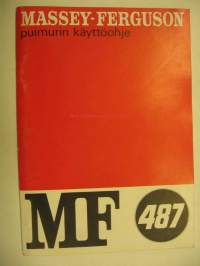 MASSEY-FERGUSON
puimurin käyttöohje
MF 487